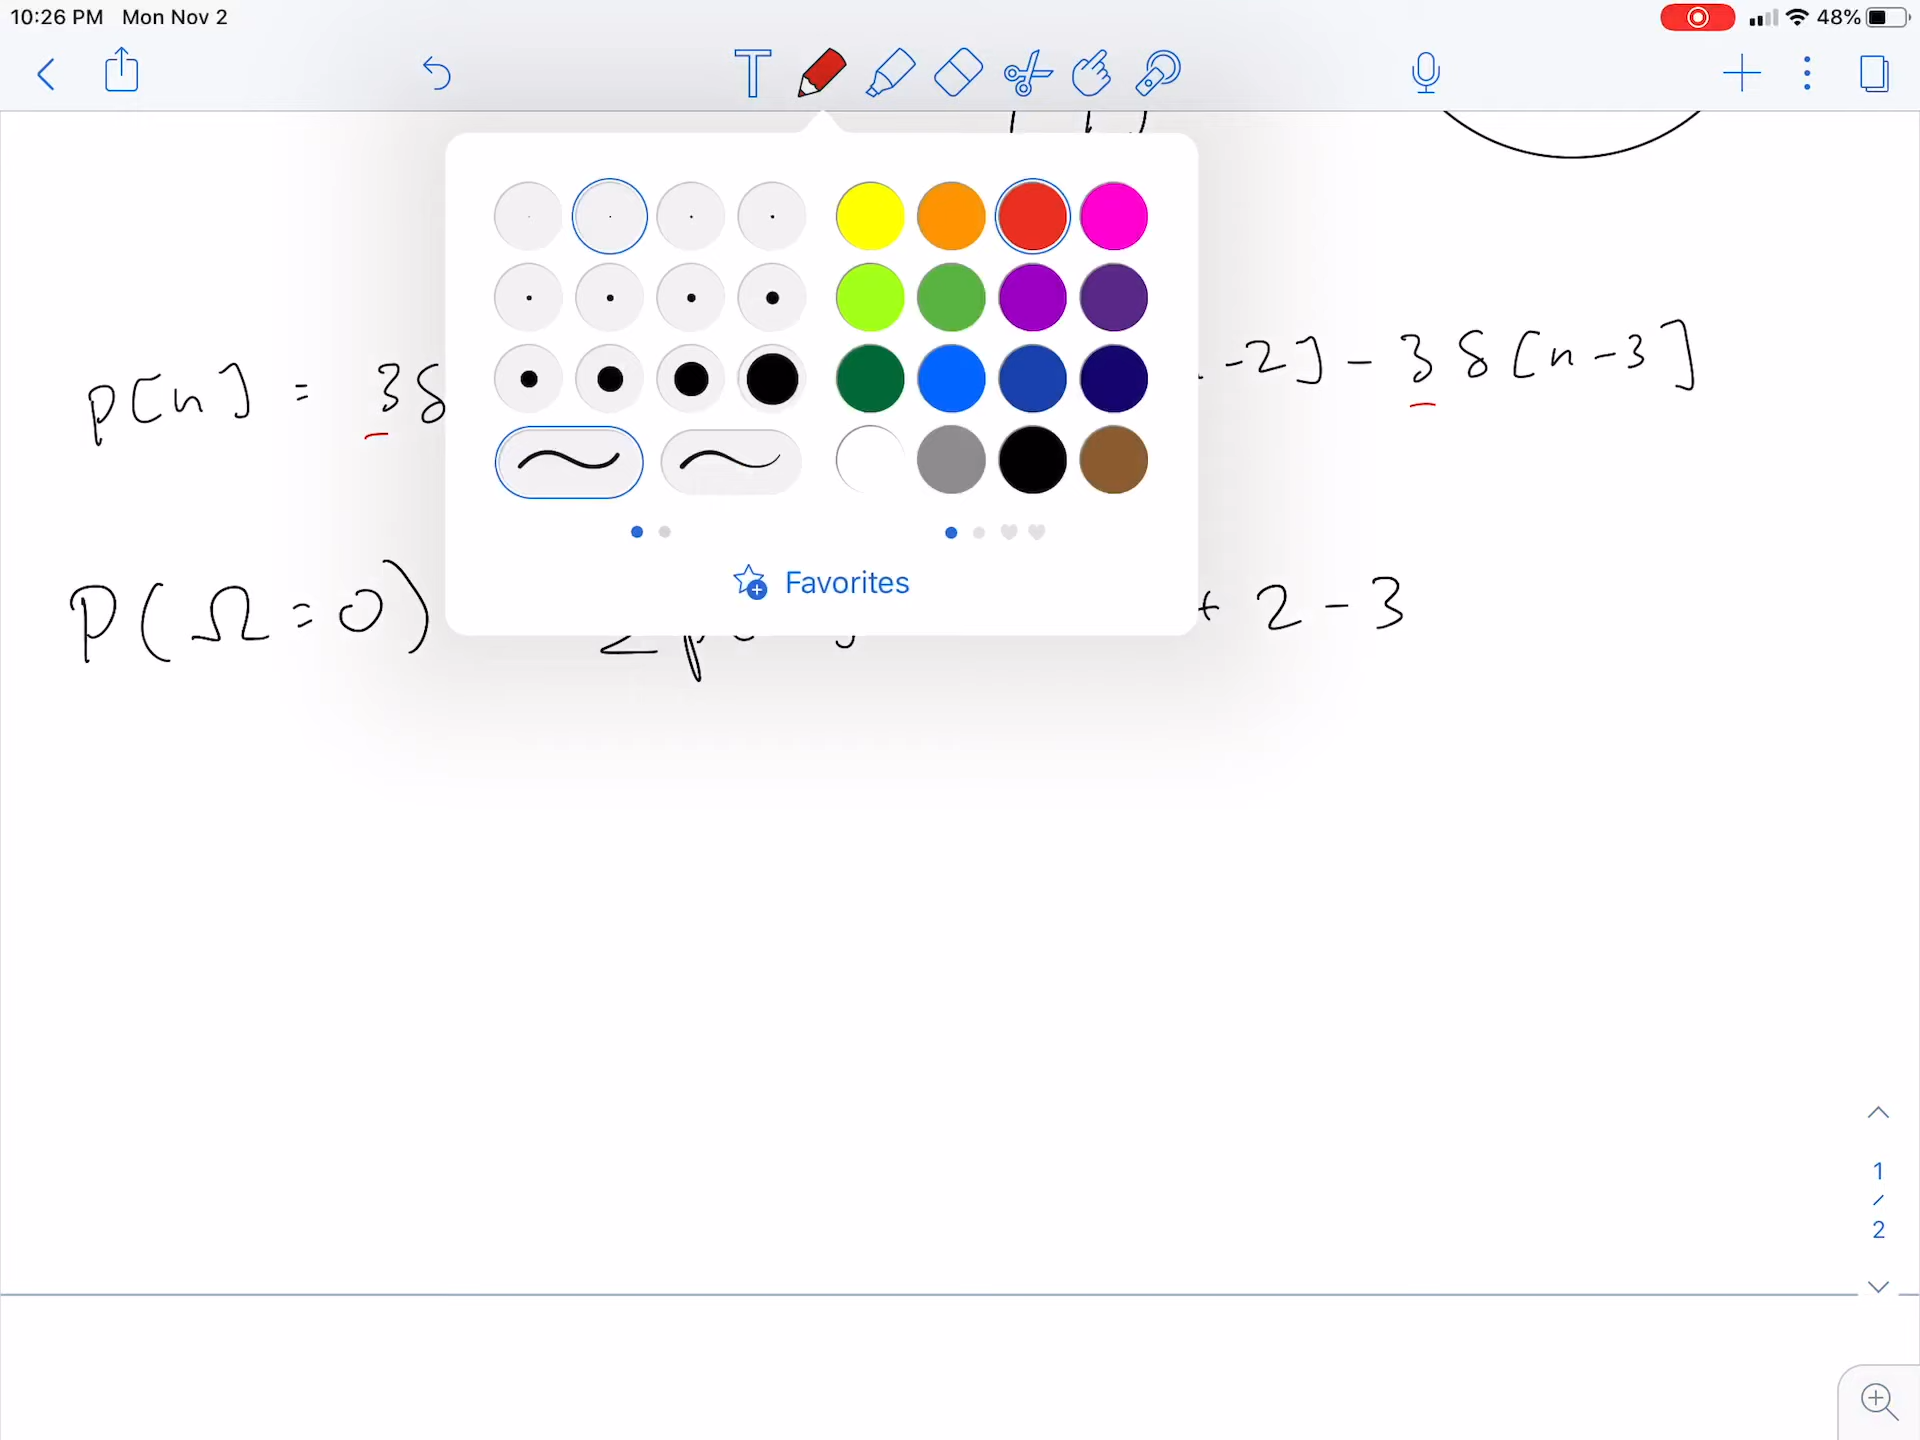 10:26 PM Mon Nov 2
48%
T
p[n] = 3δ -2] - 3δ[n-3]
Favorites
P(Ω=0) + 2 - 3
1
/
2